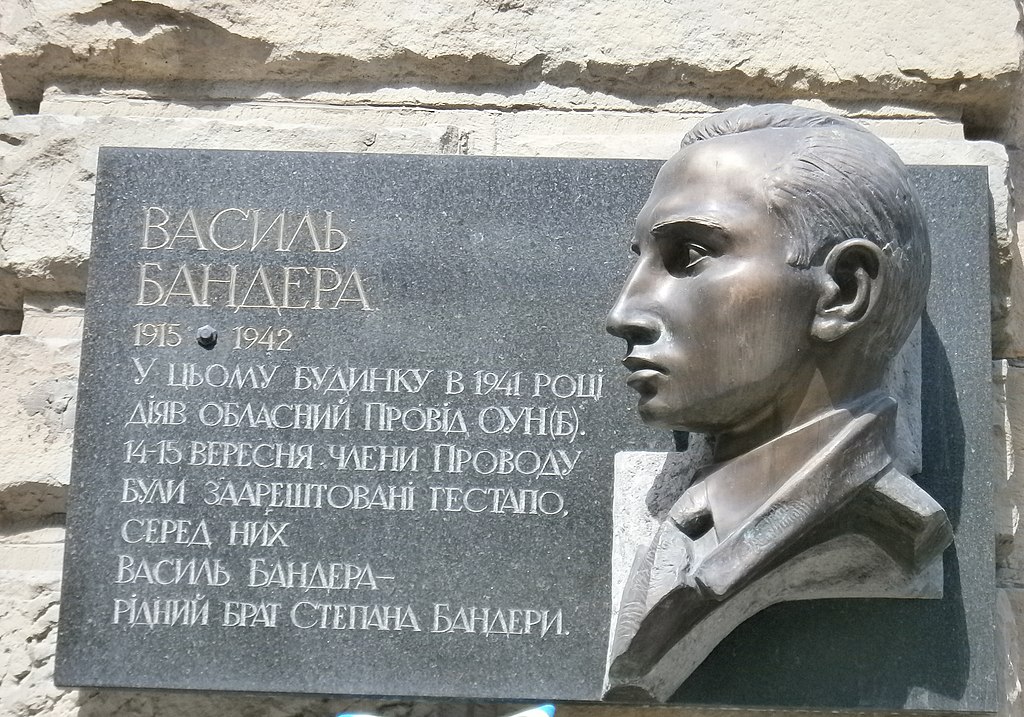 ВАСИЛЬ
БАНДЕРА
1915 1942
У ЦЬОМУ БУДИНКУ В 1941 РОЦІ
ДІЯВ ОБЛАСНИЙ ПРОВІД ОУН(Б).
14-15 ВЕРЕСНЯ ЧЛЕНИ ПРОВОДУ
БУЛИ ЗААРЕШТОВАНІ ГЕСТАПО,
СЕРЕД НИХ
ВАСИЛЬ БАНДЕРА–
РІДНИЙ БРАТ СТЕПАНА БАНДЕРИ.